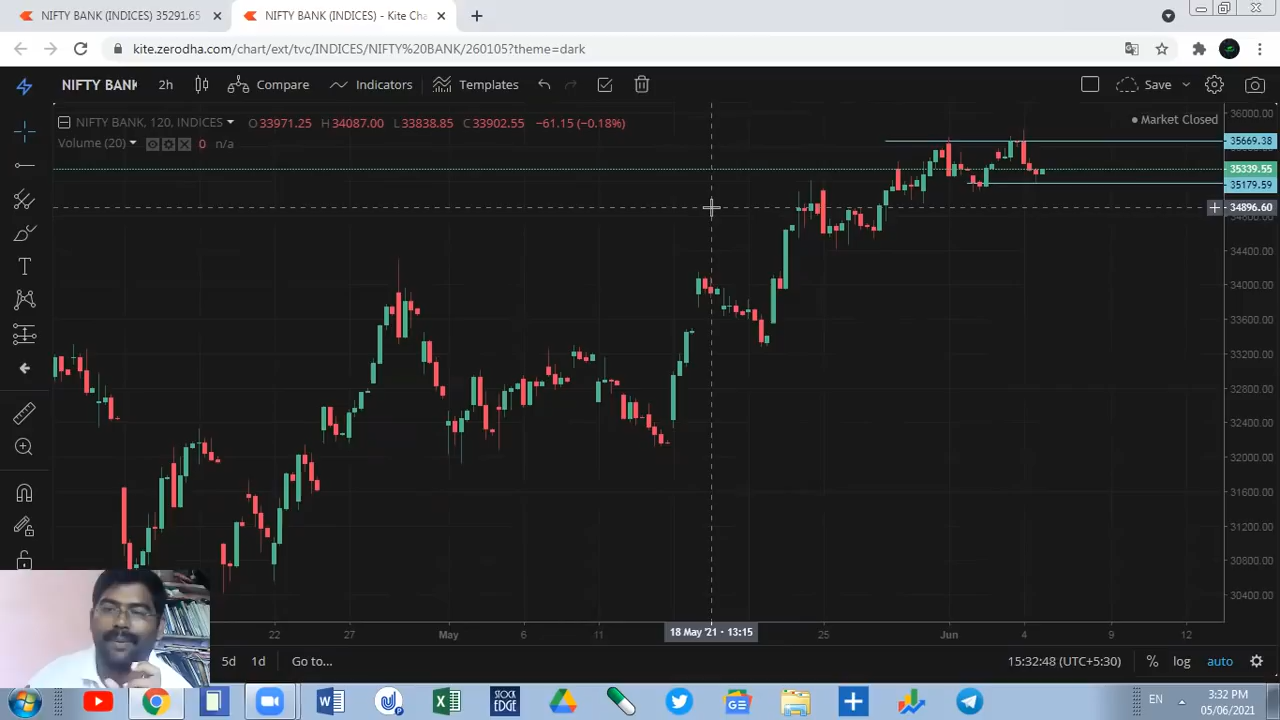 NIFTY BANK (INDICES) 35291.65
NIFTY BANK (INDICES) - Kite Cha
kite.zerodha.com/chart/ext/tvc/INDICES/NIFTY%20BANK/260105?theme=dark
NIFTY BANK 2h Compare Indicators Templates Save
NIFTY BANK, 120, INDICES O33971.25 H34087.00 L33838.85 C33902.55 −61.15 (−0.18%)
Market Closed
Volume (20) 0 n/a
36000.00
35669.38
35339.55
35179.59
34896.60
34400.00
34000.00
33600.00
33200.00
32800.00
32400.00
32000.00
31600.00
31200.00
30800.00
30400.00
22 27 May 6 11 18 May '21 - 13:15 25 Jun 4 9 12
5d 1d Go to... 15:32:48 (UTC+5:30) % log auto
STOCK EDGE
EN
3:32 PM
05/06/2021